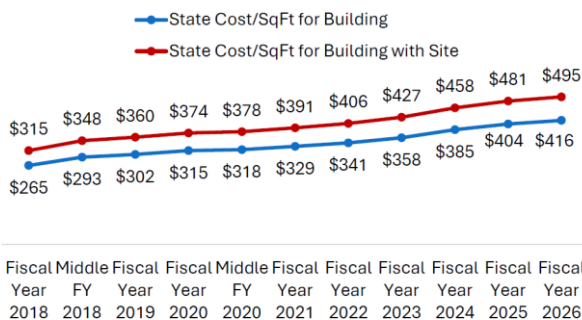 State Cost/SqFt for Building
State Cost/SqFt for Building with Site
$315 $348 $360 $374 $378 $391 $406 $427 $458 $481 $495
$265 $293 $302 $315 $318 $329 $341 $358 $385 $404 $416
Fiscal Middle Fiscal Fiscal Middle Fiscal Fiscal Fiscal Fiscal Fiscal Fiscal
Year FY Year Year FY Year Year Year Year Year Year
2018 2018 2019 2020 2020 2021 2022 2023 2024 2025 2026